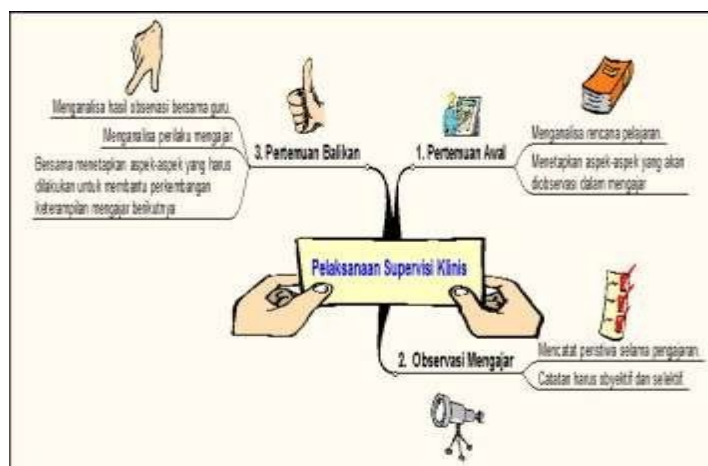 Pelaksanaan Supervisi Klinis
1. Pertemuan Awal
Menganalisa rencana pelajaran.
Menetapkan aspek-aspek yang akan
diobservasi dalam mengajar
2. Observasi Mengajar
Mencatat peristiwa selama pengajaran.
Catatan harus obyektif dan selektif
3. Pertemuan Balikan
Menganalisa hasil obsenasi bersama guru.
Menganalisa perilaku mengajar
Bersama menetapkan aspek-aspek yang harus
dilakukan untuk membantu perkembangan
keterampilan mengajar berikutnya